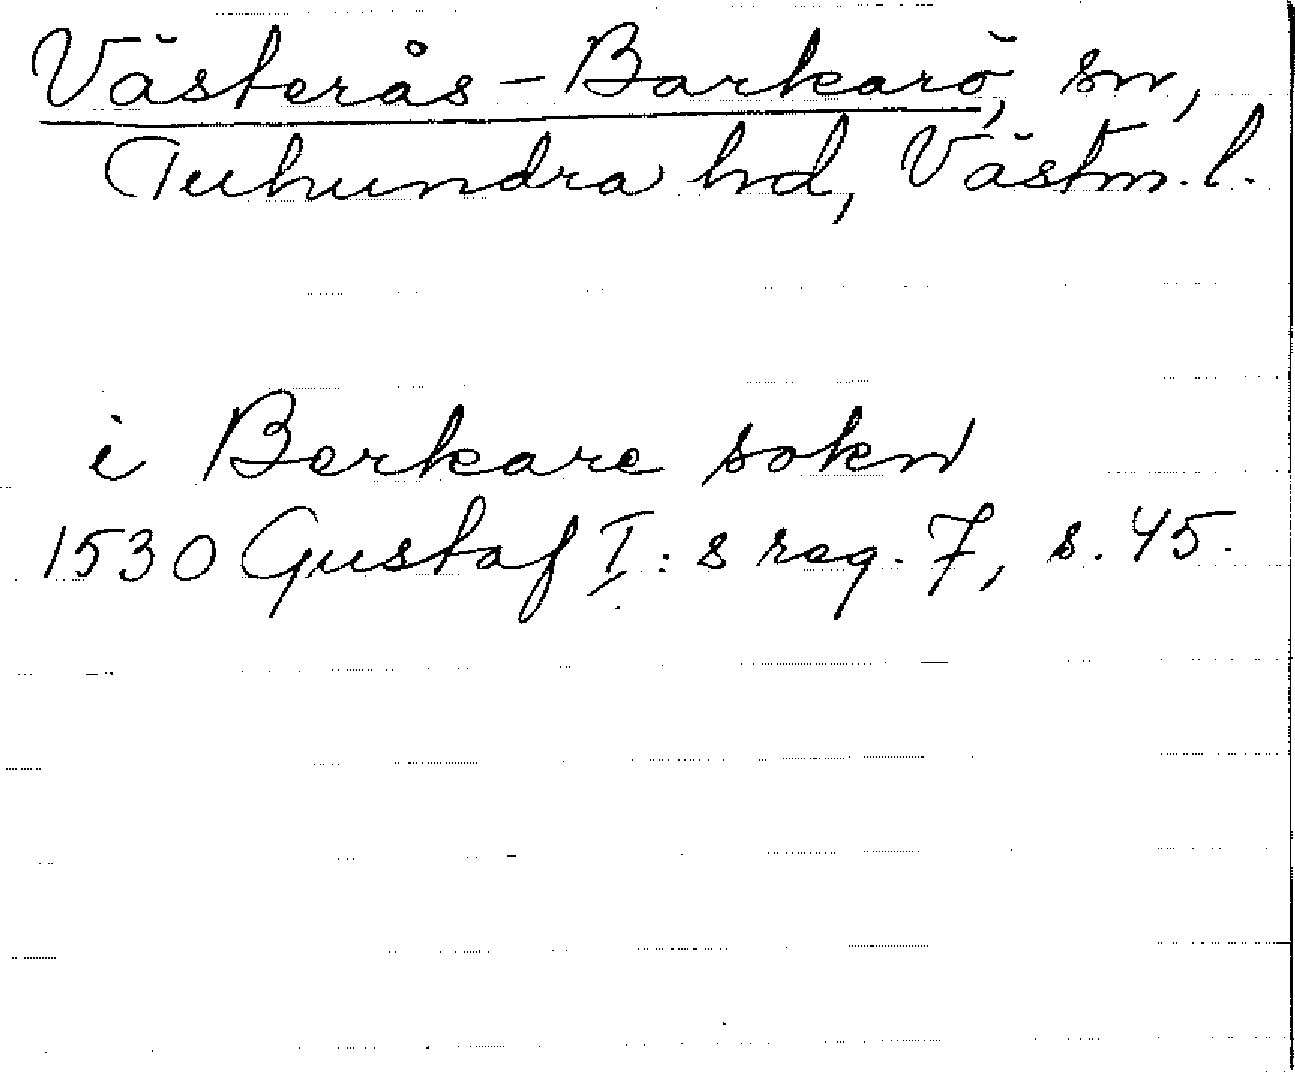 Västerås-Barkarö, sn,
Tuhundra hd, Västm. l.
i Berkare sokn
1530 Gustaf I:s reg. 7, s. 45.